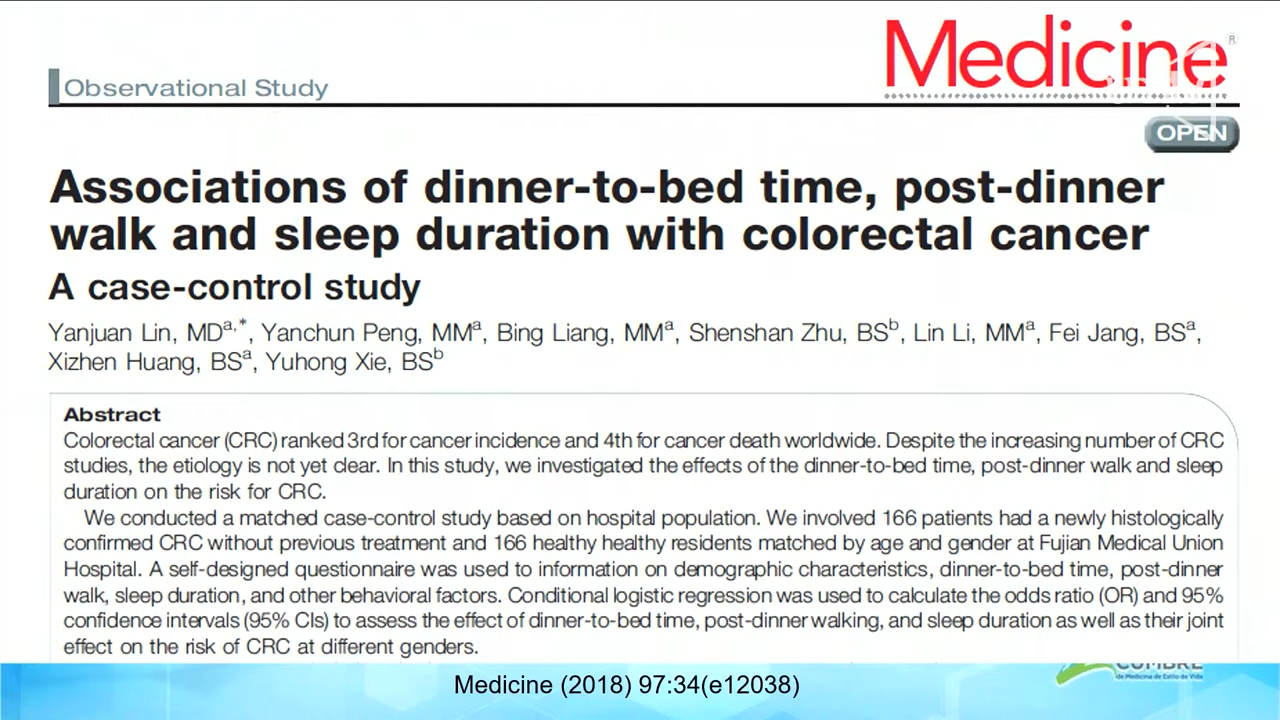 Medicine
®
Observational Study
OPEN
Associations of dinner-to-bed time, post-dinner
walk and sleep duration with colorectal cancer
A case-control study
Yanjuan Lin, MDa,*, Yanchun Peng, MMa, Bing Liang, MMa, Shenshan Zhu, BSb, Lin Li, MMa, Fei Jang, BSa,
Xizhen Huang, BSa, Yuhong Xie, BSb
Abstract
Colorectal cancer (CRC) ranked 3rd for cancer incidence and 4th for cancer death worldwide. Despite the increasing number of CRC
studies, the etiology is not yet clear. In this study, we investigated the effects of the dinner-to-bed time, post-dinner walk and sleep
duration on the risk for CRC.
We conducted a matched case-control study based on hospital population. We involved 166 patients had a newly histologically
confirmed CRC without previous treatment and 166 healthy healthy residents matched by age and gender at Fujian Medical Union
Hospital. A self-designed questionnaire was used to information on demographic characteristics, dinner-to-bed time, post-dinner
walk, sleep duration, and other behavioral factors. Conditional logistic regression was used to calculate the odds ratio (OR) and 95%
confidence intervals (95% CIs) to assess the effect of dinner-to-bed time, post-dinner walking, and sleep duration as well as their joint
effect on the risk of CRC at different genders.
CUMBRE
de Medicina de Estilo de Vida
Medicine (2018) 97:34(e12038)